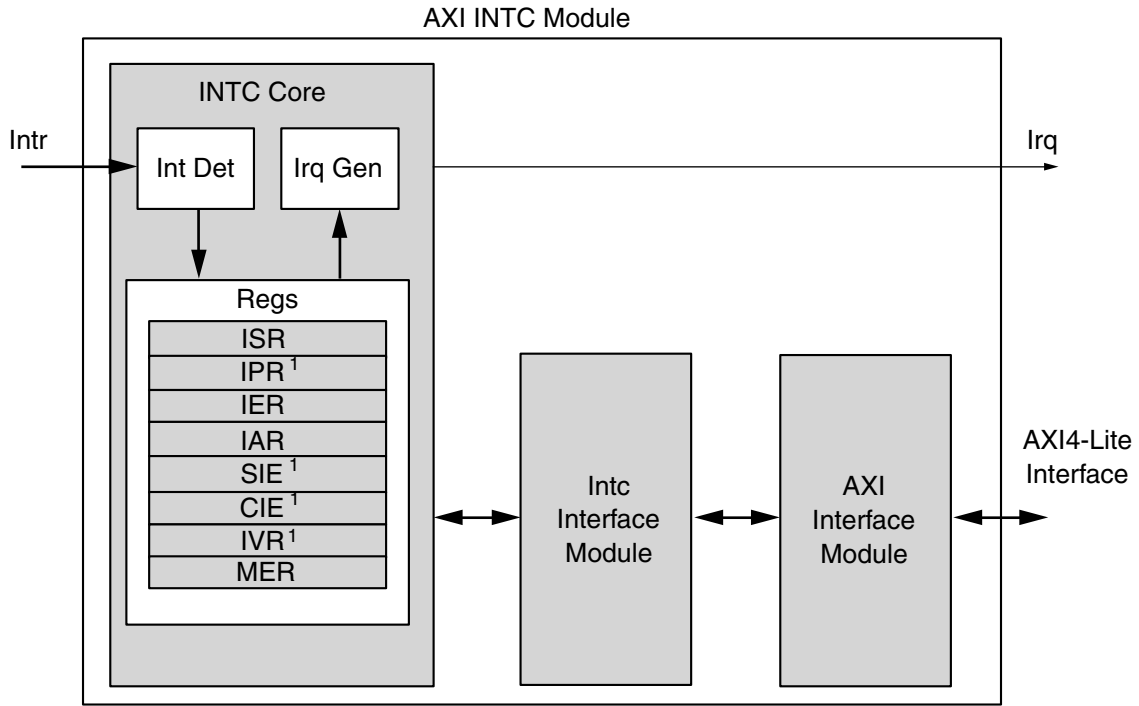 AXI INTC Module
INTC Core
Intr
Int Det
Irq Gen
Irq
Regs
ISR
IPR 1
IER
IAR
SIE 1
CIE 1
IVR 1
MER
Intc
Interface
Module
AXI
Interface
Module
AXI4-Lite
Interface